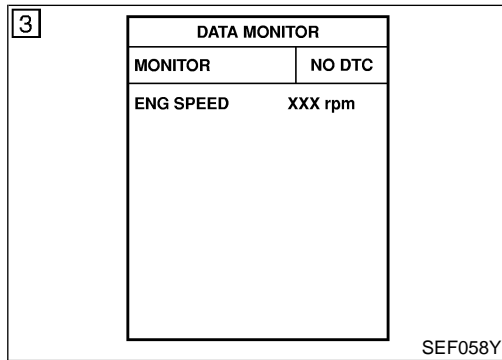 3
DATA MONITOR
MONITOR NO DTC
ENG SPEED XXX rpm
SEF058Y